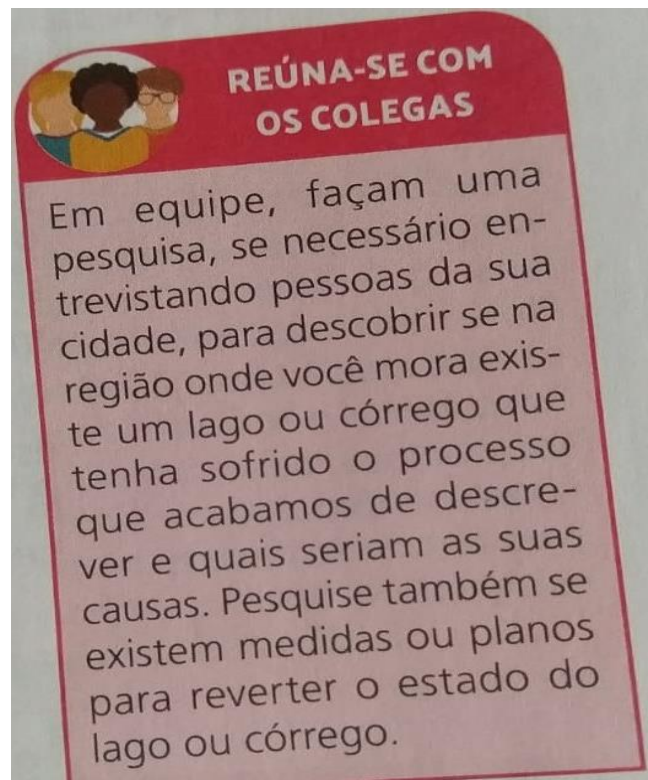 REÚNA-SE COM
OS COLEGAS
Em equipe, façam uma
pesquisa, se necessário en-
trevistando pessoas da sua
cidade, para descobrir se na
região onde você mora exis-
te um lago ou córrego que
tenha sofrido o processo
que acabamos de descre-
ver e quais seriam as suas
causas. Pesquise também se
existem medidas ou planos
para reverter o estado do
lago ou córrego.